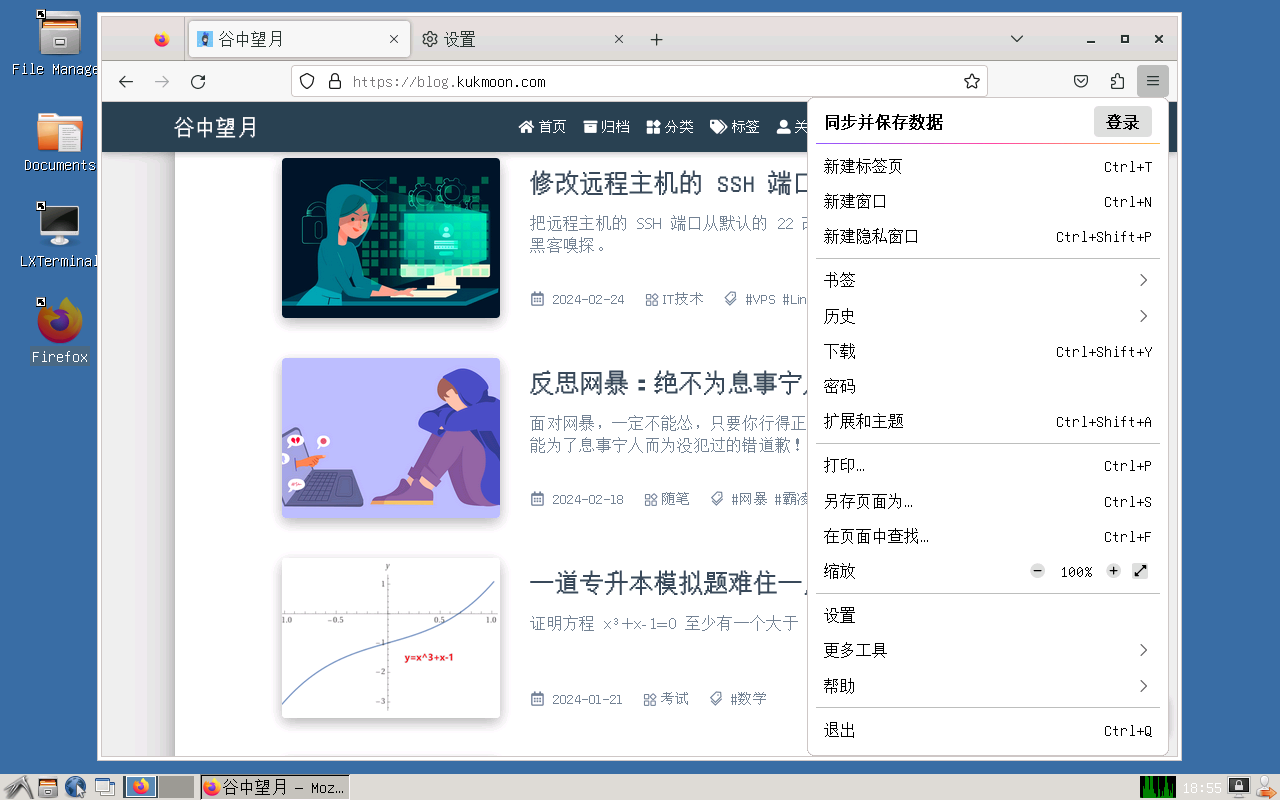 File Manage
Documents
LXTerminal
Firefox
谷中望月
设置
https://blog.kukmoon.com
谷中望月
首页
归档
分类
标签
修改远程主机的 SSH 端口
把远程主机的 SSH 端口从默认的 22
黑客嗅探。
2024-02-24 IT技术 #VPS #Lin
反思网暴：绝不为息事宁
面对网暴，一定不能怂，只要你行得正
能为了息事宁人而为没犯过的错道歉！
2024-02-18 随笔 #网暴 #霸凌
y
1
1.0 -0.5 0.5 1.0
-1
y=x^3+x-1
-2
-3
一道专升本模拟题难住一
证明方程 x³+x-1=0 至少有一个大于
2024-01-21 考试 #数学
同步并保存数据 登录
新建标签页 Ctrl+T
新建窗口 Ctrl+N
新建隐私窗口 Ctrl+Shift+P
书签
历史
下载 Ctrl+Shift+Y
密码
扩展和主题 Ctrl+Shift+A
打印… Ctrl+P
另存页面为… Ctrl+S
在页面中查找… Ctrl+F
缩放 100%
设置
更多工具
帮助
退出 Ctrl+Q
谷中望月 – Moz…
18:55